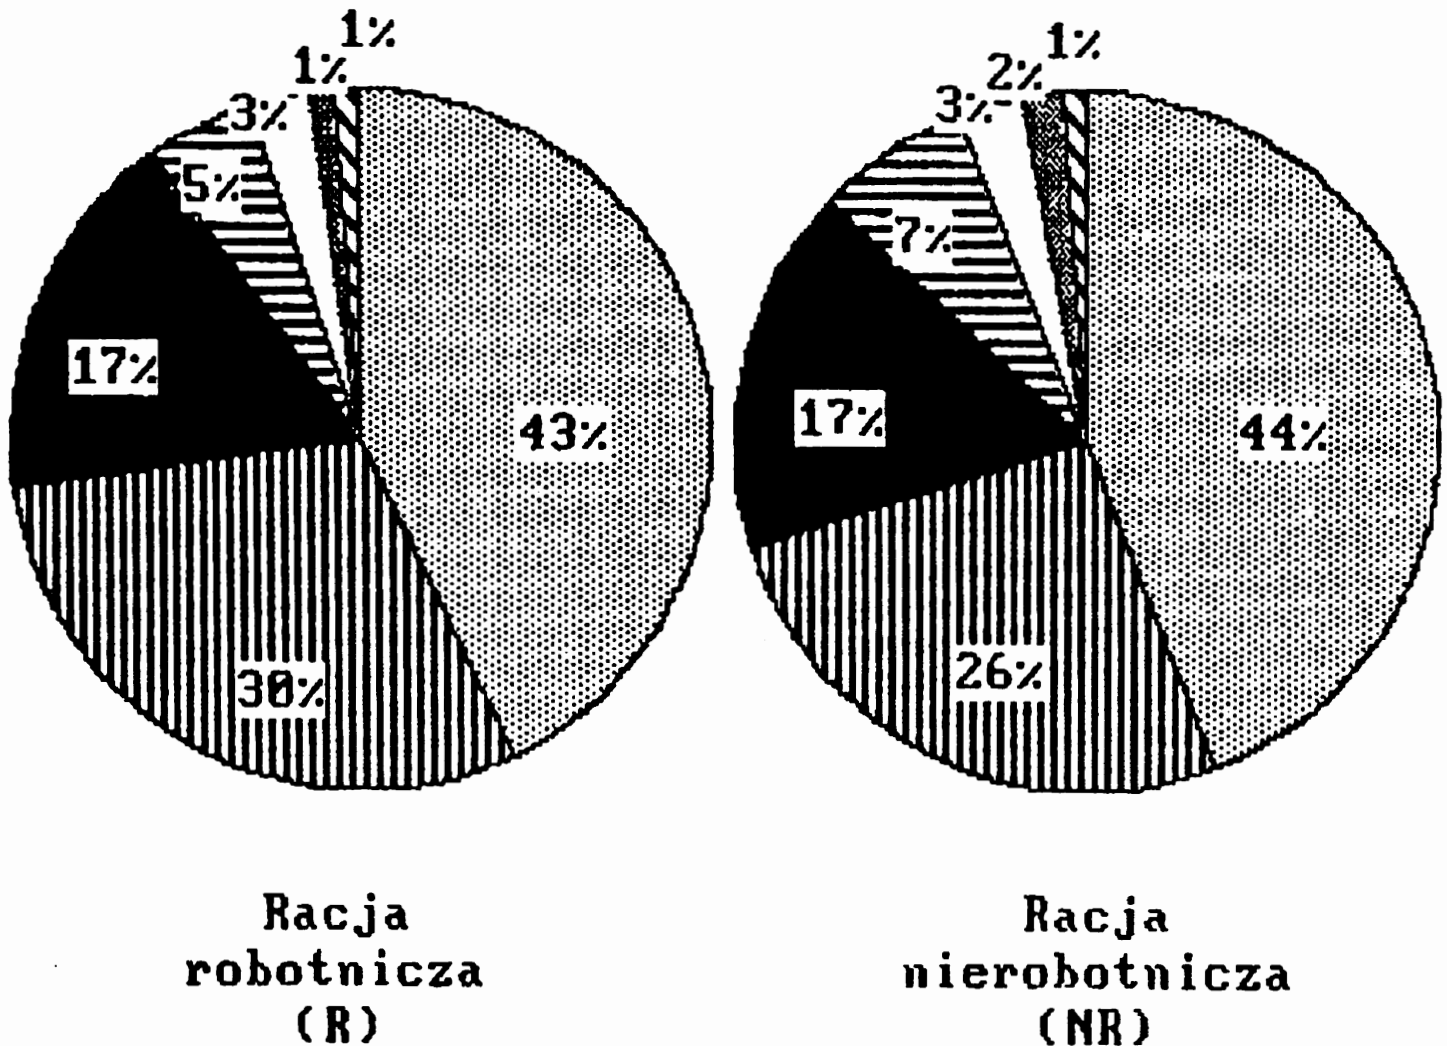 1%
1%
3%
5%
17%
43%
30%
1%
2%
3%
7%
17%
44%
26%
Racja
robotnicza
(R)
Racja
nierobotnicza
(NR)